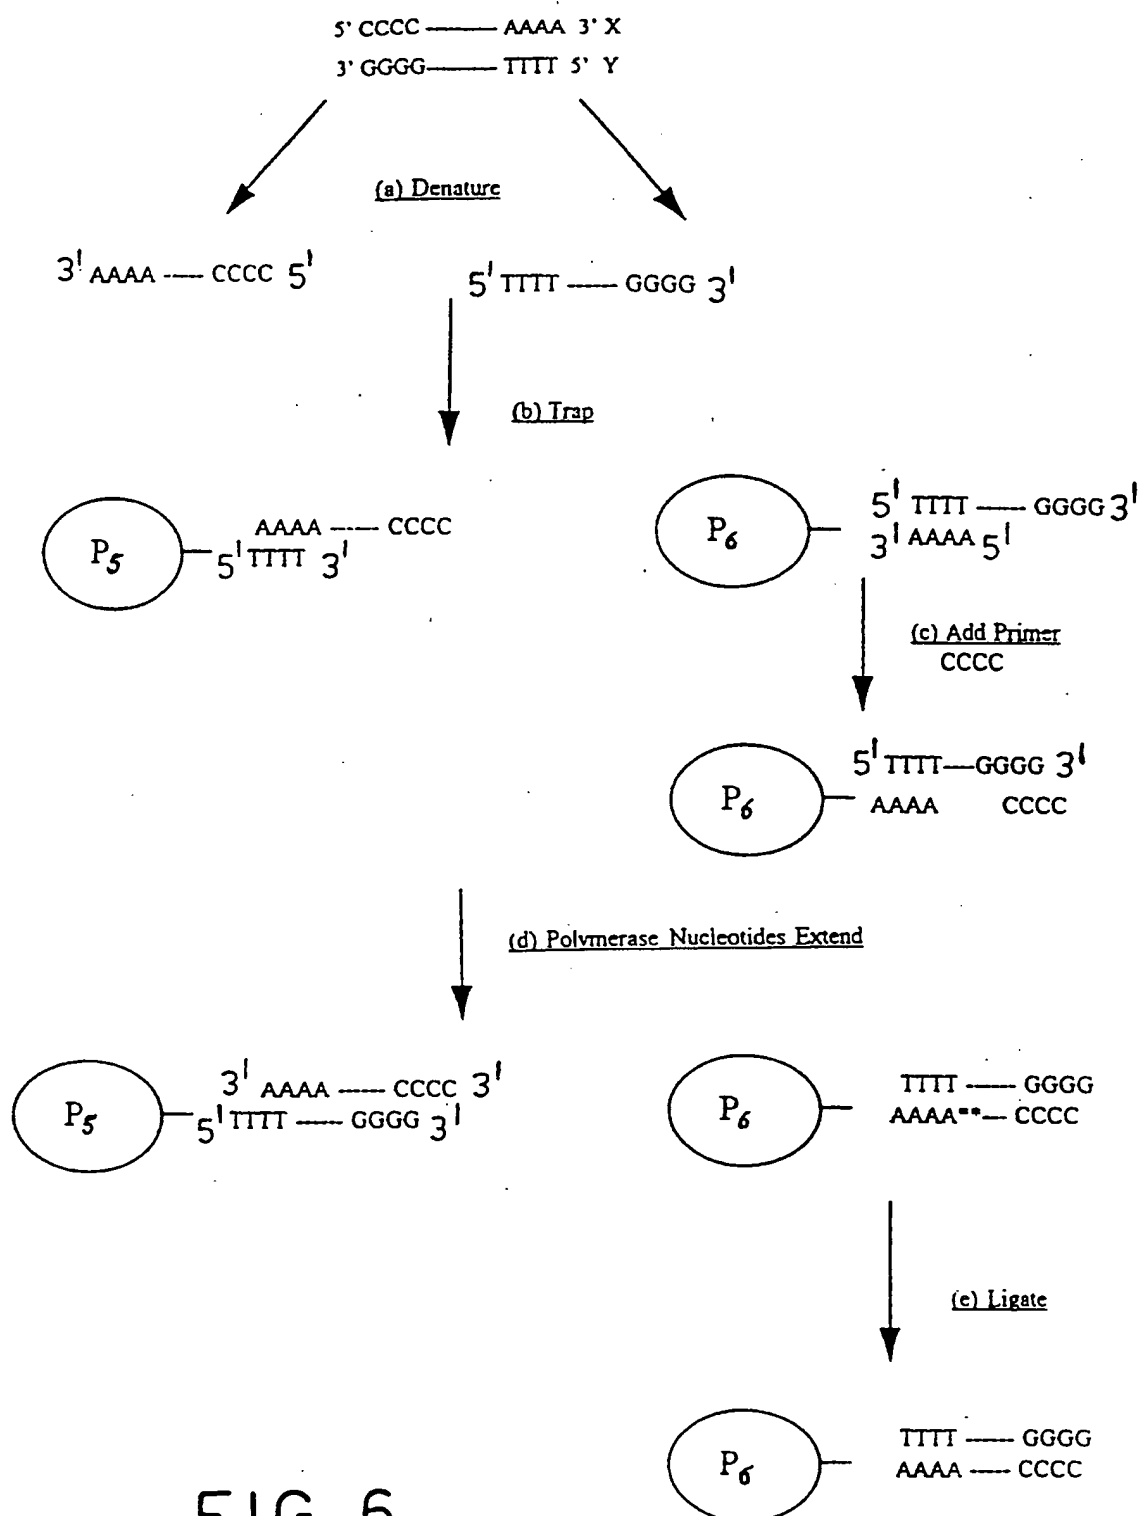 5' CCCC ——— AAAA 3' X
3' GGGG ——— TTTT 5' Y
(a) Denature
3' AAAA —— CCCC 5'
5' TTTT —— GGGG 3'
(b) Trap
P5
AAAA ---- CCCC
5' TTTT 3'
P6
5' TTTT —— GGGG 3'
3' AAAA 5'
(c) Add Primer
CCCC
P6
5' TTTT — GGGG 3'
AAAA CCCC
(d) Polymerase Nucleotides Extend
P5
3' AAAA —— CCCC 3'
5' TTTT —— GGGG 3'
P6
TTTT —— GGGG
AAAA**— CCCC
(e) Ligate
P6
TTTT —— GGGG
AAAA —— CCCC
FIG. 6